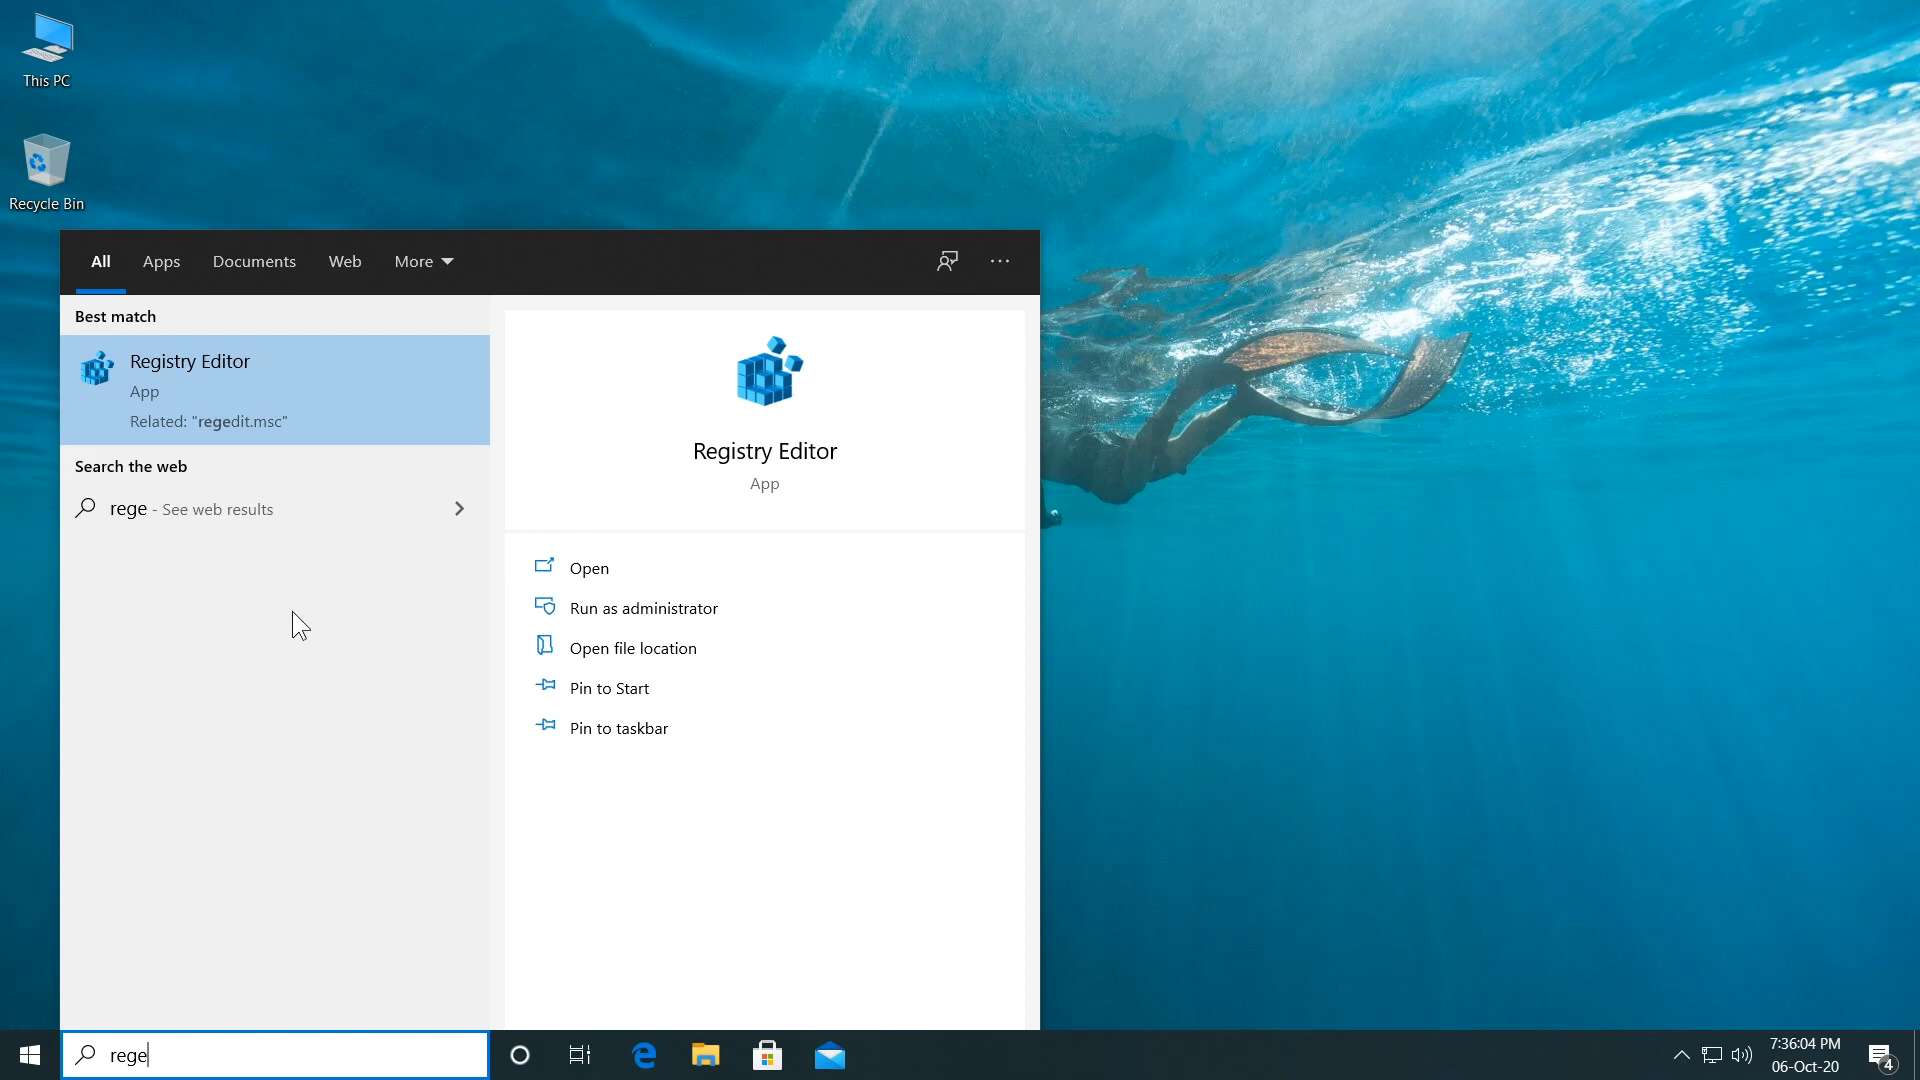 This PC
Recycle Bin
All Apps Documents Web More
Best match
Registry Editor
App
Related: "regedit.msc"
Search the web
rege - See web results
Registry Editor
App
Open
Run as administrator
Open file location
Pin to Start
Pin to taskbar
rege
7:36:04 PM
06-Oct-20
4